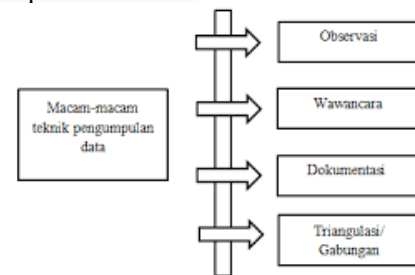 Macam-macam
teknik pengumpulan
data
Observasi
Wawancara
Dokumentasi
Triangulasi/
Gabungan